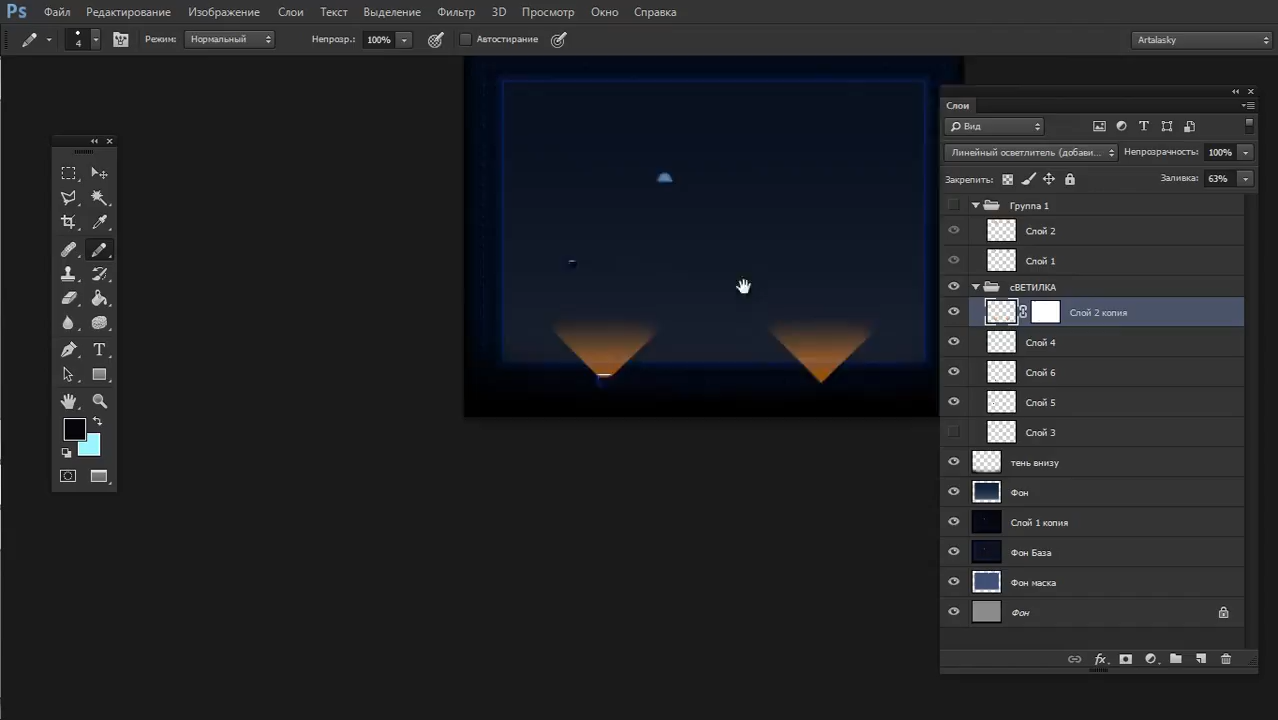 Ps Файл Редактирование Изображение Слои Текст Выделение Фильтр 3D Просмотр Окно Справка
4 Режим: Нормальный Непрозр.: 100% Автостирание Artalasky
Слои
Вид
Линейный осветлитель (добави... Непрозрачность: 100%
Закрепить: Заливка: 63%
Группа 1
Слой 2
Слой 1
сВЕТИЛКА
Слой 2 копия
Слой 4
Слой 6
Слой 5
Слой 3
тень внизу
Фон
Слой 1 копия
Фон База
Фон маска
Фон
fx
T
T